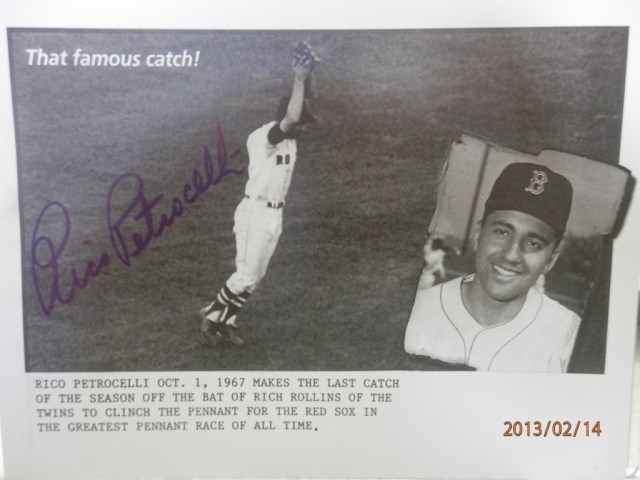 That famous catch!
Rico Petrocelli
RO
B
RICO PETROCELLI OCT. 1, 1967 MAKES THE LAST CATCH
OF THE SEASON OFF THE BAT OF RICH ROLLINS OF THE
TWINS TO CLINCH THE PENNANT FOR THE RED SOX IN
THE GREATEST PENNANT RACE OF ALL TIME.
2013/02/14